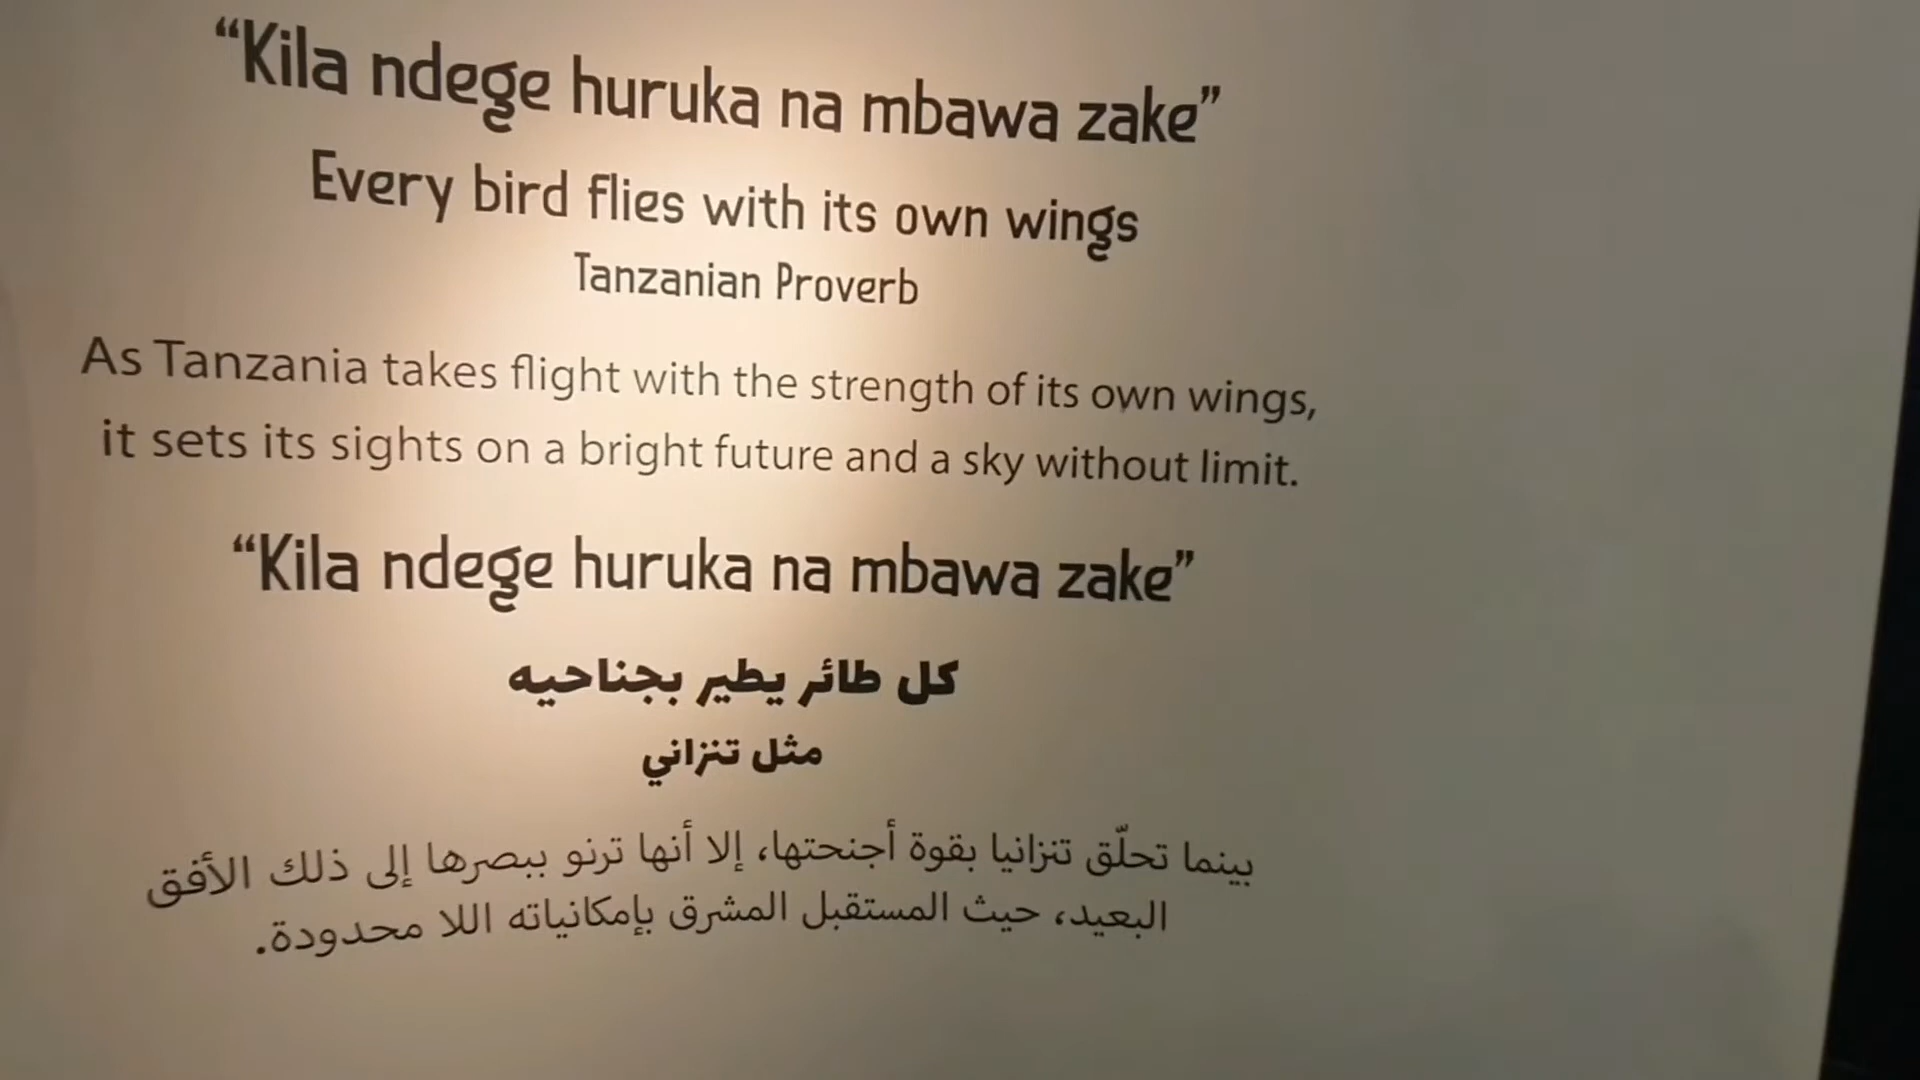 “Kila ndege huruka na mbawa zake”
Every bird flies with its own wings
Tanzanian Proverb
As Tanzania takes flight with the strength of its own wings,
it sets its sights on a bright future and a sky without limit.
“Kila ndege huruka na mbawa zake”
كل طائر يطير بجناحيه
مثل تنزاني
بينما تحلّق تنزانيا بقوة أجنحتها، إلا أنها ترنو ببصرها إلى ذلك الأفق
البعيد، حيث المستقبل المشرق بإمكانياته اللا محدودة.